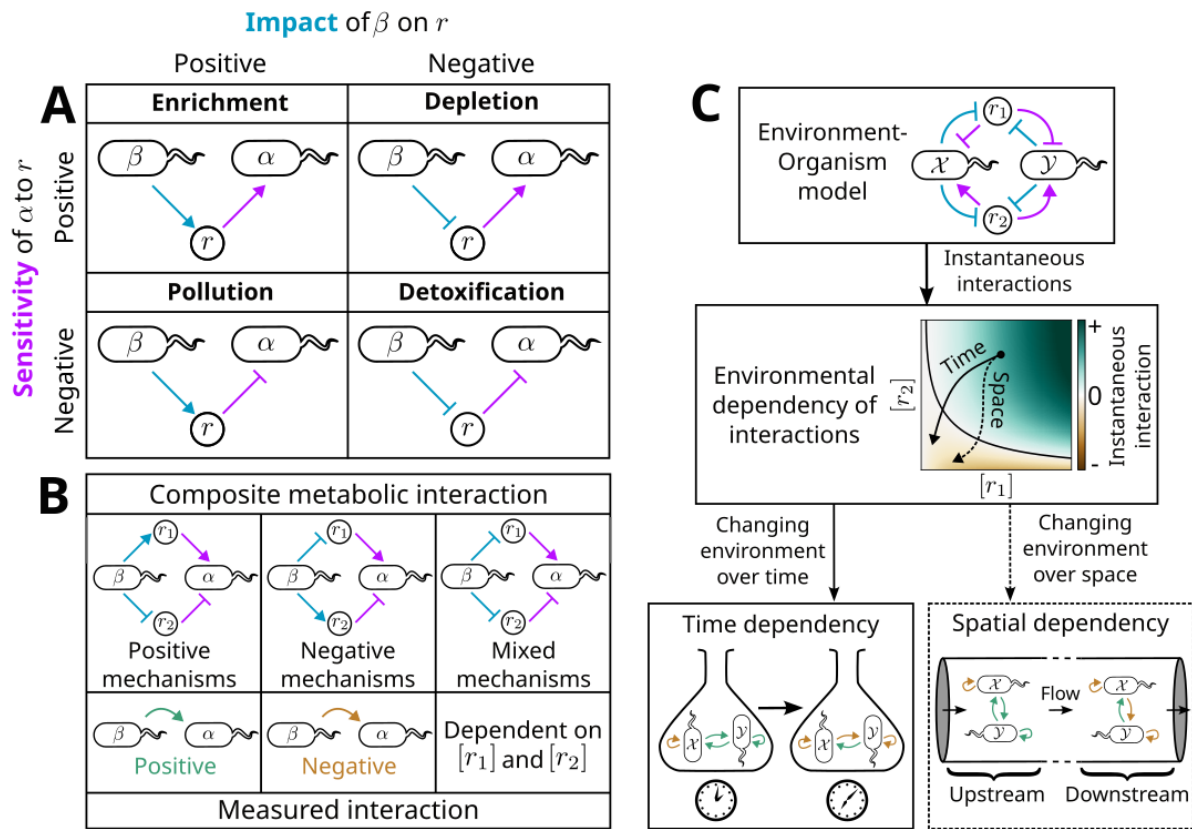 Impact of β on r
Positive
Negative
A
Sensitivity of α to r
Positive
Negative
Enrichment
Depletion
β
α
r
β
α
r
Pollution
Detoxification
β
α
r
β
α
r
B
Composite metabolic interaction
r1
β
α
r2
Positive
mechanisms
r1
β
α
r2
Negative
mechanisms
r1
β
α
r2
Mixed
mechanisms
β
α
Positive
β
α
Negative
Dependent on
[r1] and [r2]
Measured interaction
C
Environment-
Organism
model
r1
X
Y
r2
Instantaneous
interactions
Environmental
dependency of
interactions
[r2]
Time
Space
[r1]
+
0
-
Instantaneous
interaction
Changing
environment
over time
Changing
environment
over space
Time dependency
X
Y
X
Y
Spatial dependency
X
Y
Flow
X
Y
Upstream
Downstream